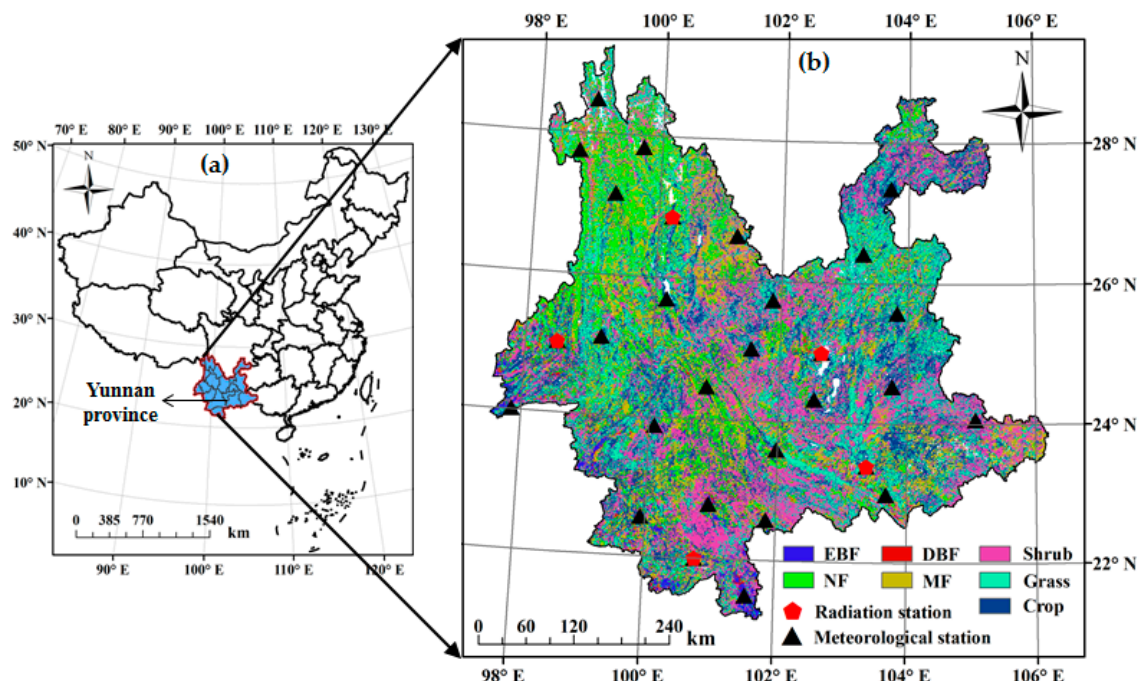 98° E 100° E 102° E 104° E 106° E
(b)
N
28° N
26° N
24° N
22° N
EBF DBF Shrub
NF MF Grass
Crop
Radiation station
Meteorological station
0 60 120 240
km
98° E 100° E 102° E 104° E 106° E
70° E 80° E 90° E 100° E 110° E 120° E 130° E
50° N
(a)
N
40° N
30° N
20° N
10° N
Yunnan
province
0 385 770 1540
km
90° E 100° E 110° E 120° E